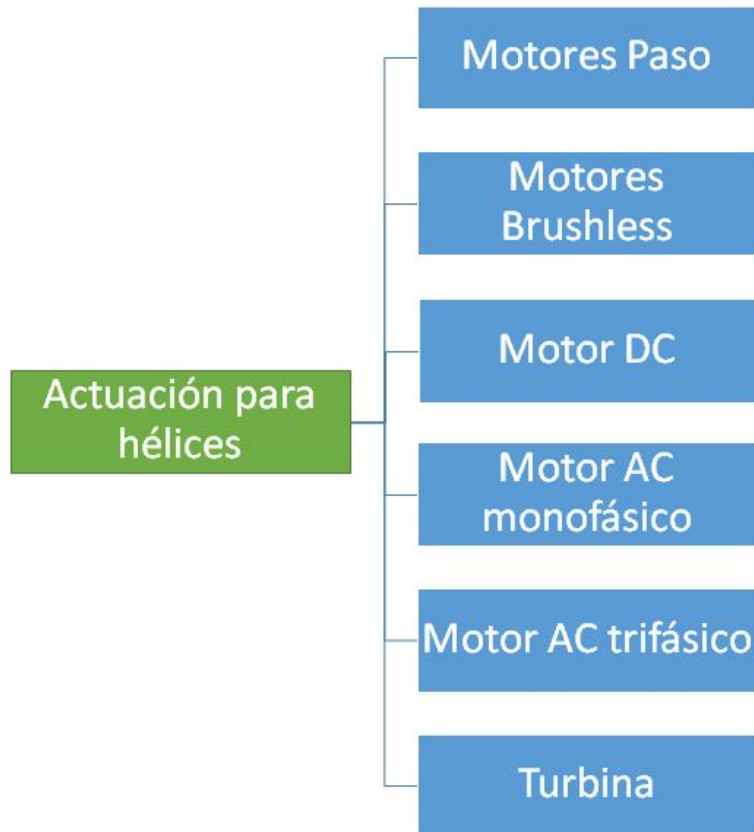 Motores Paso
Motores
Brushless
Motor DC
Actuación para
hélices
Motor AC
monofásico
Motor AC trifásico
Turbina